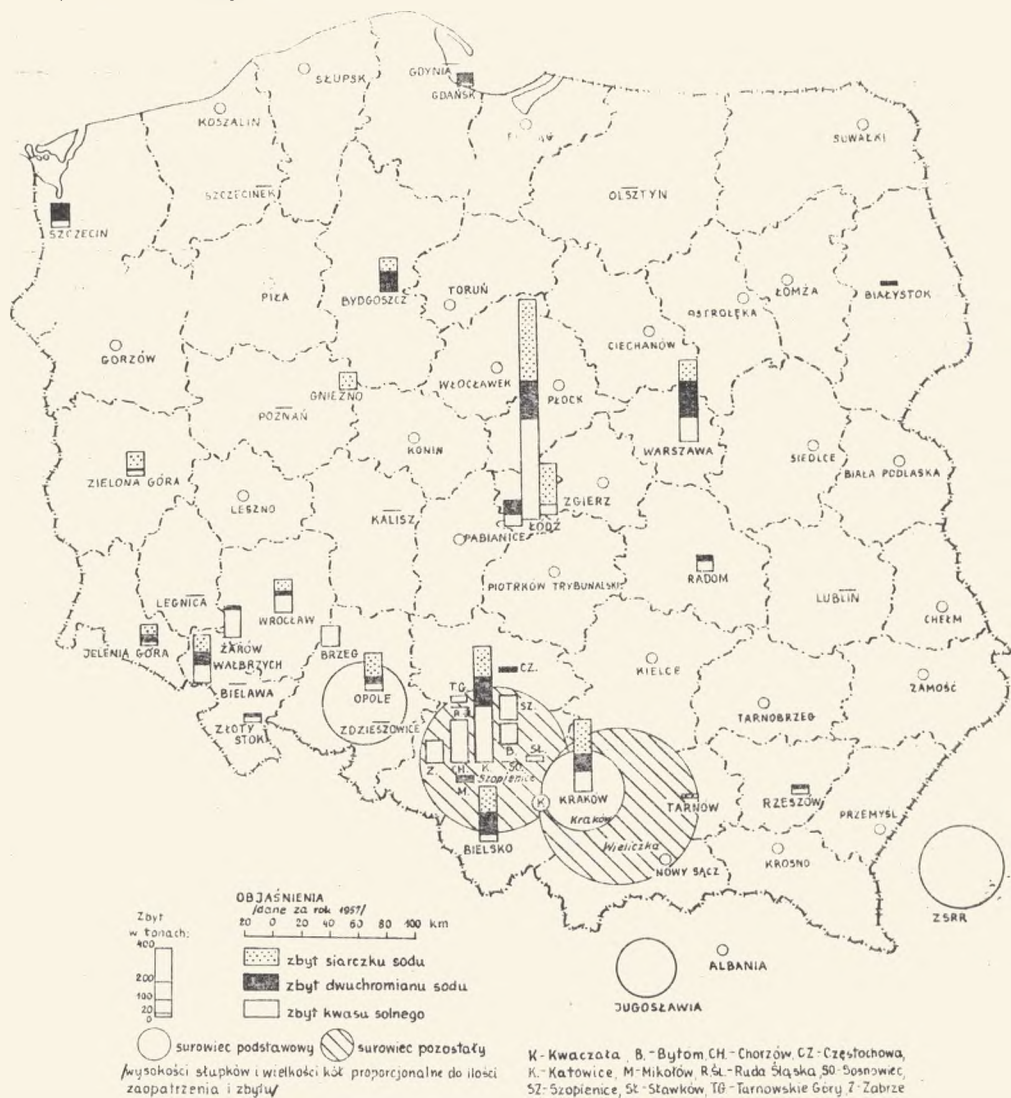 SŁUPSK
GDYNIA
GDAŃSK
KOSZALIN
SUWAŁKI
SZCZECINEK
OLSZTYN
SZCZECIN
PIŁA
BYDGOSZCZ
TORUŃ
ŁOMŻA
BIAŁYSTOK
OSTROŁĘKA
CIECHANÓW
GORZÓW
WŁOCŁAWEK
PŁOCK
GNIEZNO
POZNAŃ
KONIN
WARSZAWA
SIEDLCE
BIAŁA PODLASKA
ZIELONA GÓRA
LESZNO
KALISZ
ZGIERZ
ŁÓDŹ
PABIANICE
PIOTRKÓW TRYBUNALSKI
RADOM
LUBLIN
CHEŁM
LEGNICA
WROCŁAW
JELENIA GÓRA
ŻARÓW
WAŁBRZYCH
BRZEG
BIELAWA
OPOLE
ZŁOTY
STOK
ZDZIESZOWICE
KIELCE
ZAMOŚĆ
TARNOBRZEG
CZ.
TG
SZ.
R
B.
Z.
CH.
K.
SO.
SŁ.
Szopienice
M.
BIELSKO
K
KRAKÓW
Kraków
Wieliczka
TARNÓW
RZESZÓW
PRZEMYŚL
NOWY SĄCZ
KROSNO
ZSRR
ALBANIA
JUGOSŁAWIA
OBJAŚNIENIA
/dane za rok 1957/
20 0 20 40 60 80 100 km
Zbyt
w tonach:
400
200
100
20
0
zbyt siarczku sodu
zbyt dwuchromianu sodu
zbyt kwasu solnego
surowiec podstawowy
surowiec pozostały
/wysokości słupków i wielkości kół proporcjonalne do ilości
zaopatrzenia i zbytu/
K-Kwaczała, B.-Bytom, CH-Chorzów, CZ-Częstochowa,
K.-Katowice, M-Mikołów, R.ŚL.-Ruda Śląska, SO-Sosnowiec,
SZ-Szopienice, SŁ-Sławków, TG-Tarnowskie Góry, Z-Zabrze